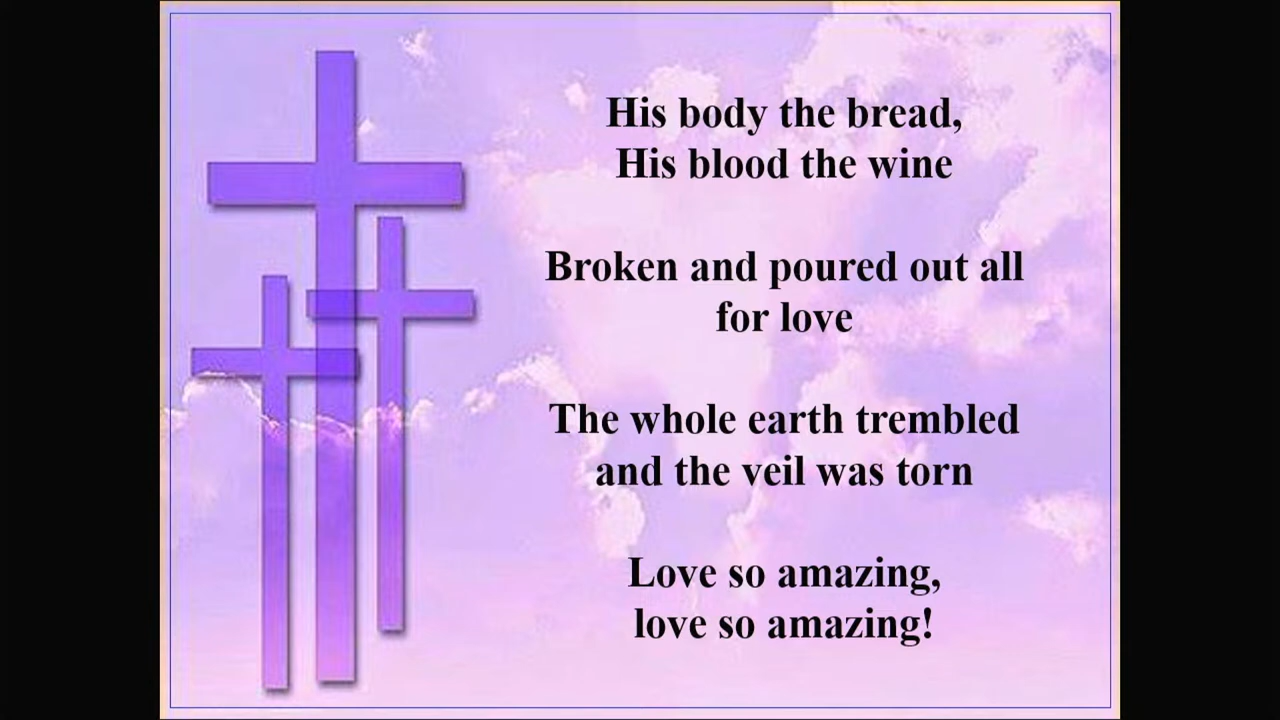 His body the bread,
His blood the wine
Broken and poured out all
for love
The whole earth trembled
and the veil was torn
Love so amazing,
love so amazing!